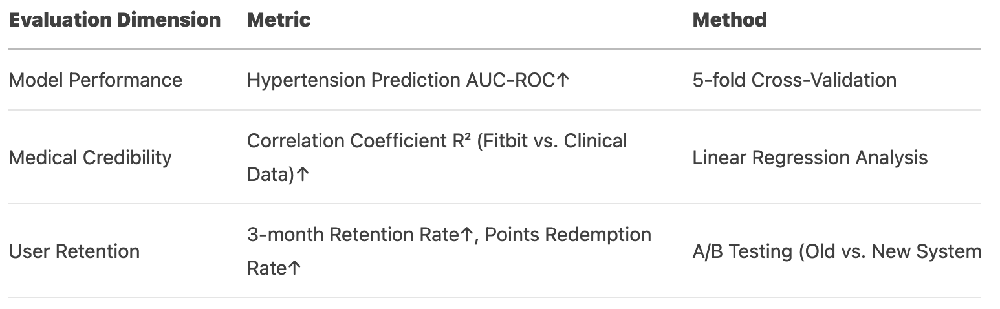 Evaluation Dimension Metric Method
Model Performance Hypertension Prediction AUC-ROC↑ 5-fold Cross-Validation
Medical Credibility Correlation Coefficient R² (Fitbit vs. Clinical
Data)↑ Linear Regression Analysis
User Retention 3-month Retention Rate↑, Points Redemption
Rate↑ A/B Testing (Old vs. New System